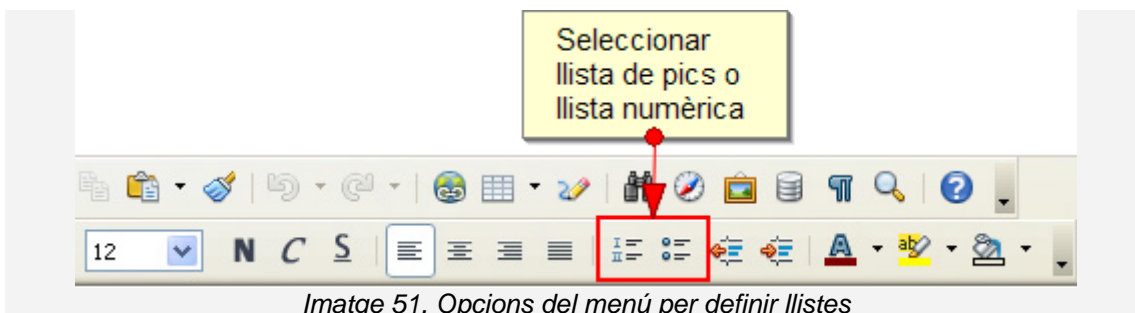 Seleccionar
llista de pics o
llista numèrica
12 N C S
Imatge 51. Opcions del menú per definir llistes